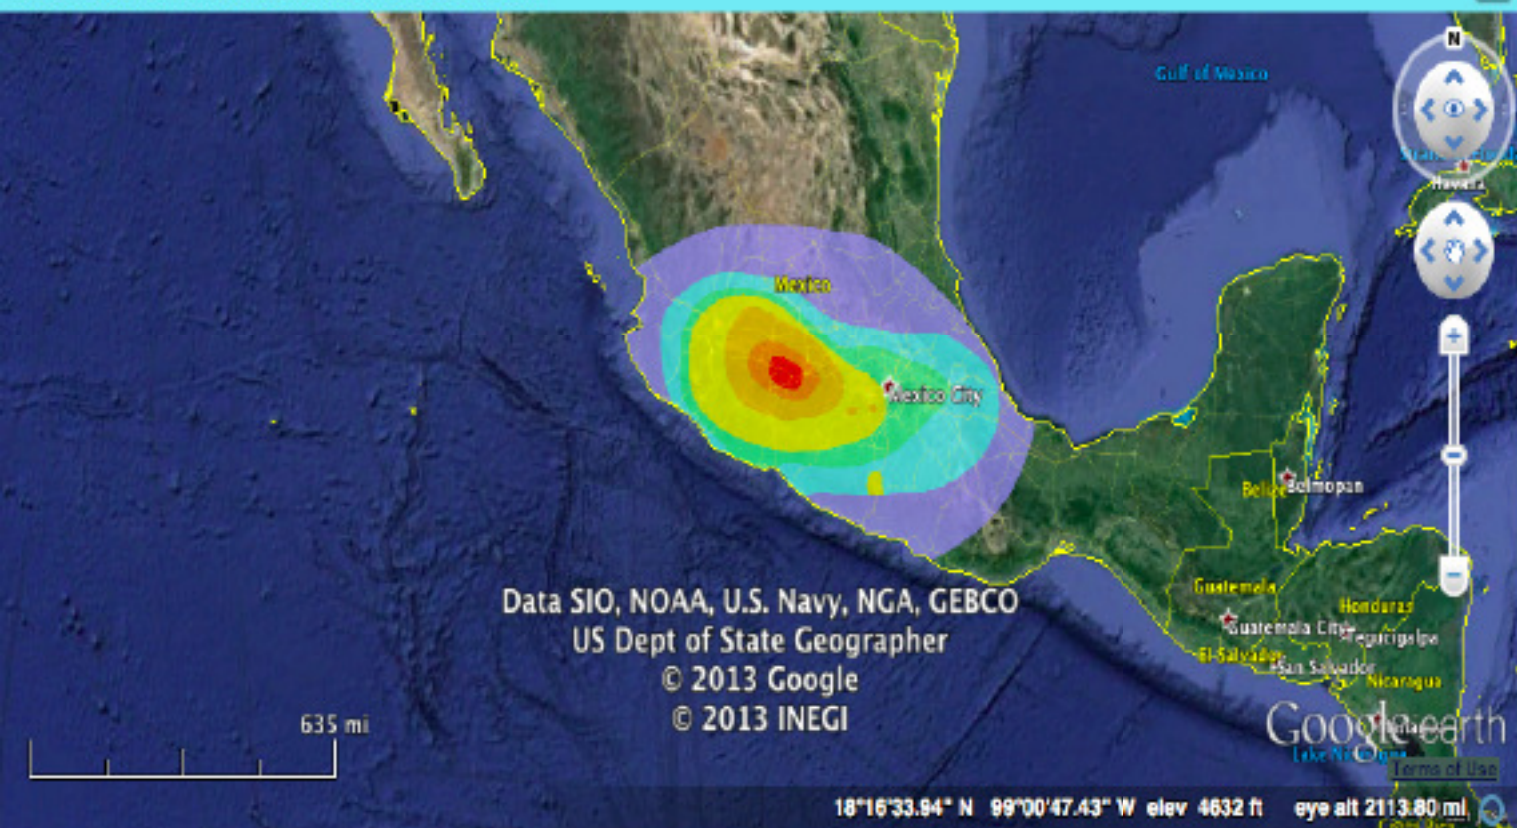 N
Gulf of Mexico
Havana
Mexico
Mexico City
Belize
Belmopan
Guatemala
Honduras
Guatemala City
Tegucigalpa
El Salvador
San Salvador
Nicaragua
Data SIO, NOAA, U.S. Navy, NGA, GEBCO
US Dept of State Geographer
© 2013 Google
© 2013 INEGI
635 mi
Google earth
Terms of Use
18°16'33.94" N 99°00'47.43" W elev 4632 ft eye alt 2113.80 mi